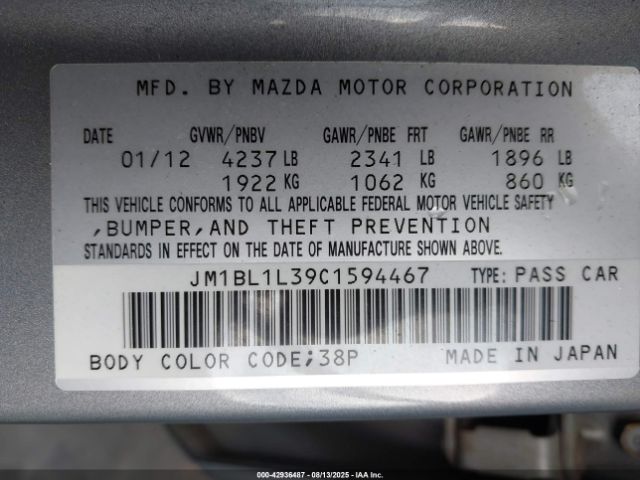 MFD. BY MAZDA MOTOR CORPORATION
DATE GVWR/PNBV GAWR/PNBE FRT GAWR/PNBE RR
01/12 4237 LB 2341 LB 1896 LB
1922 KG 1062 KG 860 KG
THIS VEHICLE CONFORMS TO ALL APPLICABLE FEDERAL MOTOR VEHICLE SAFETY
,BUMPER,AND THEFT PREVENTION
STANDARDS IN EFFECT ON THE DATE OF MANUFACTURE SHOWN ABOVE.
JM1BL1L39C1594467 TYPE: PASS CAR
BODY COLOR CODE;38P MADE IN JAPAN
000-42936487 - 08/13/2025 - IAA Inc.